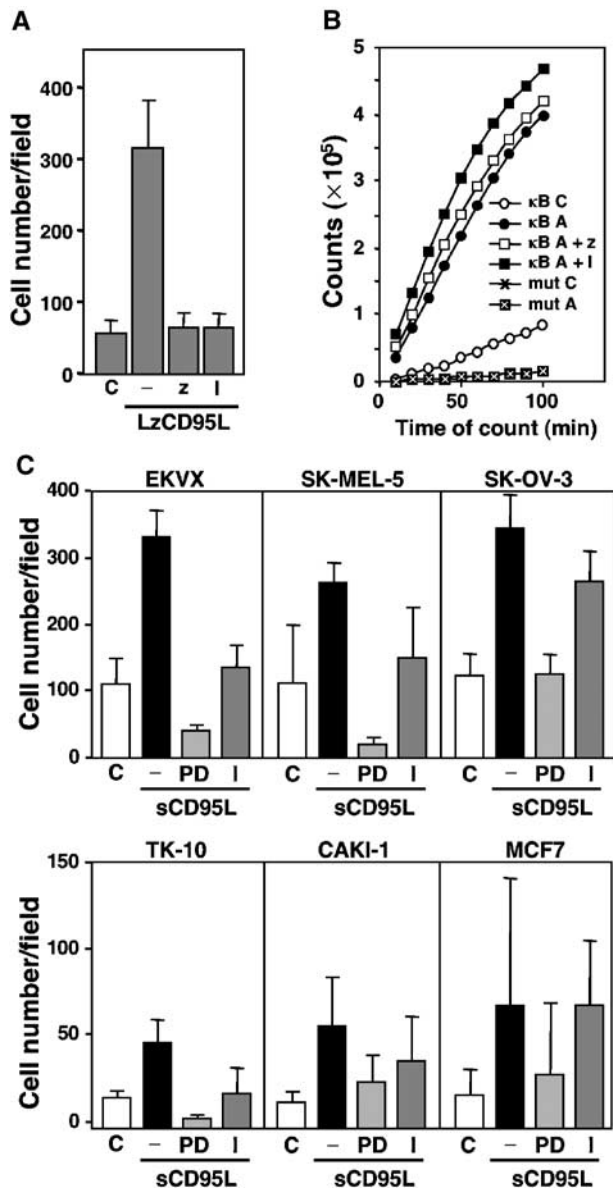 A
Cell number/field
400
300
200
100
0
C – z I
LzCD95L
B
Counts (×10⁵)
5
4
3
2
1
0
κB C
κB A
κB A + z
κB A + I
mut C
mut A
0 50 100
Time of count (min)
C
EKVX SK-MEL-5 SK-OV-3
Cell number/field
400
300
200
100
0
C – PD I C – PD I C – PD I
sCD95L sCD95L sCD95L
TK-10 CAKI-1 MCF7
Cell number/field
150
100
50
0
C – PD I C – PD I C – PD I
sCD95L sCD95L sCD95L